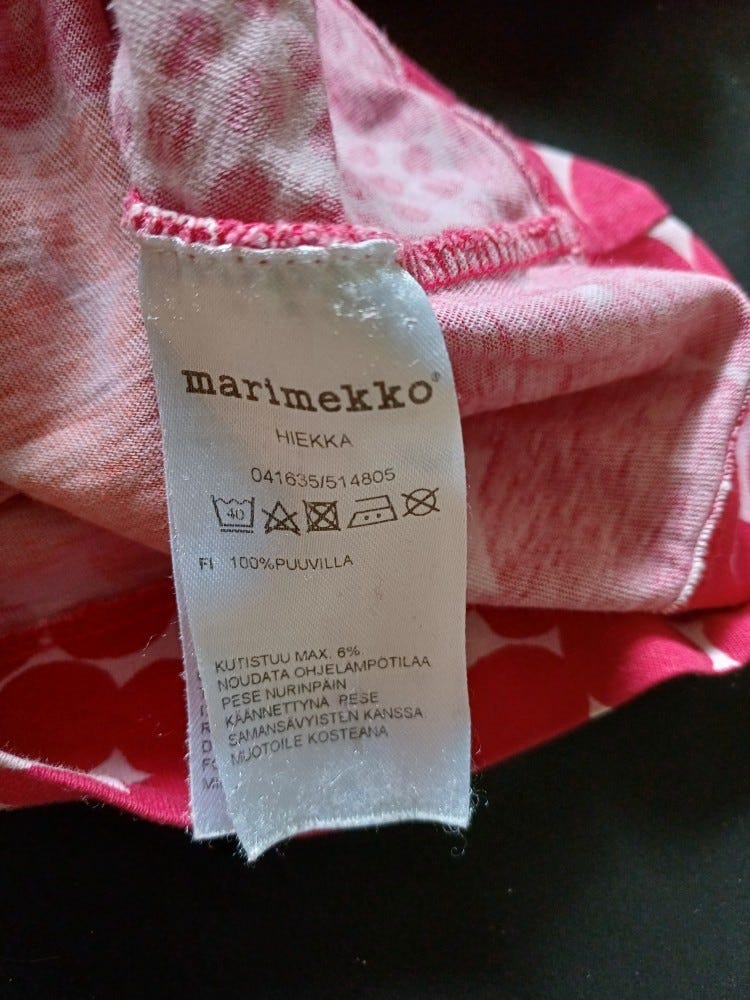 marimekko®
HIEKKA
041635/514805
40
FI 100%PUUVILLA
KUTISTUU MAX. 6%
NOUDATA OHJELÄMPÖTILAA
PESE NURINPÄIN
KÄÄNNETTYNÄ PESE
SAMANSÄVYISTEN KANSSA
MUOTOILE KOSTEANA